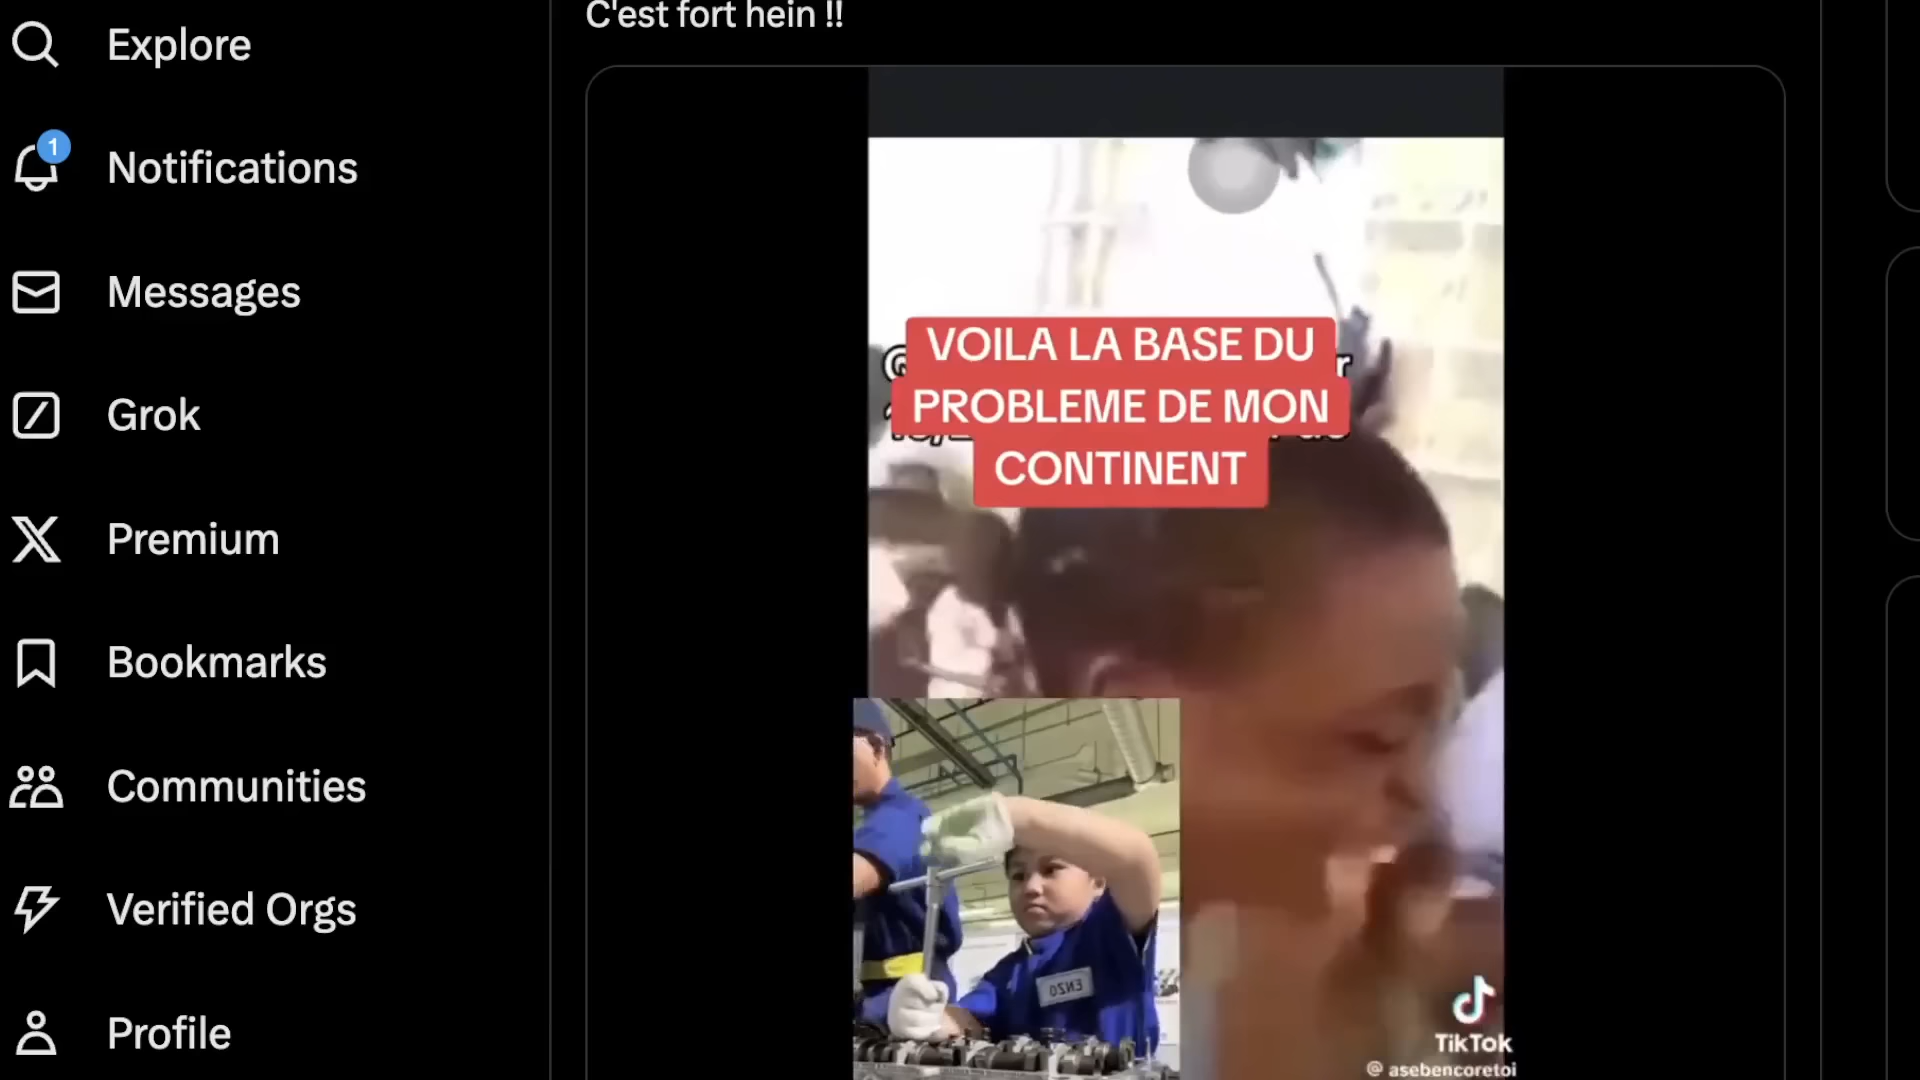 C'est fort hein !!
Explore
1
Notifications
Messages
Grok
Premium
Bookmarks
Communities
Verified Orgs
Profile
VOILA LA BASE DU
PROBLEME DE MON
CONTINENT
ENZO
TikTok
@ asebencoretoi